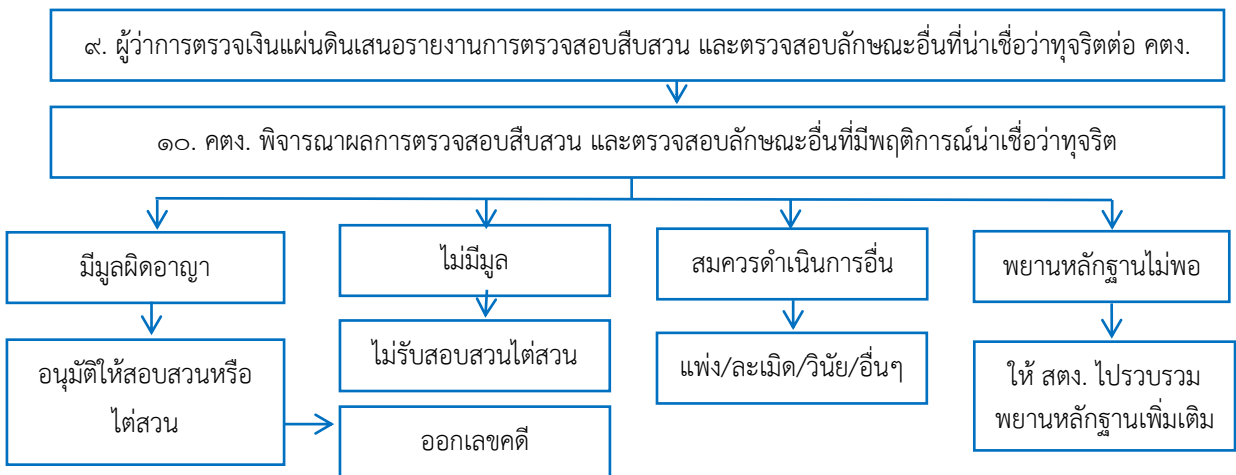 ๙. ผู้ว่าการตรวจเงินแผ่นดินเสนอรายงานการตรวจสอบสืบสวน และตรวจสอบลักษณะอื่นที่น่าเชื่อว่าทุจริตต่อ คตง.
๑๐. คตง. พิจารณาผลการตรวจสอบสืบสวน และตรวจสอบลักษณะอื่นที่มีพฤติการณ์น่าเชื่อว่าทุจริต
มีมูลผิดอาญา
ไม่มีมูล
สมควรดำเนินการอื่น
พยานหลักฐานไม่พอ
อนุมัติให้สอบสวนหรือ
ไต่สวน
ไม่รับสอบสวนไต่สวน
ออกเลขคดี
แพ่ง/ละเมิด/วินัย/อื่นๆ
ให้ สตง. ไปรวบรวม
พยานหลักฐานเพิ่มเติม